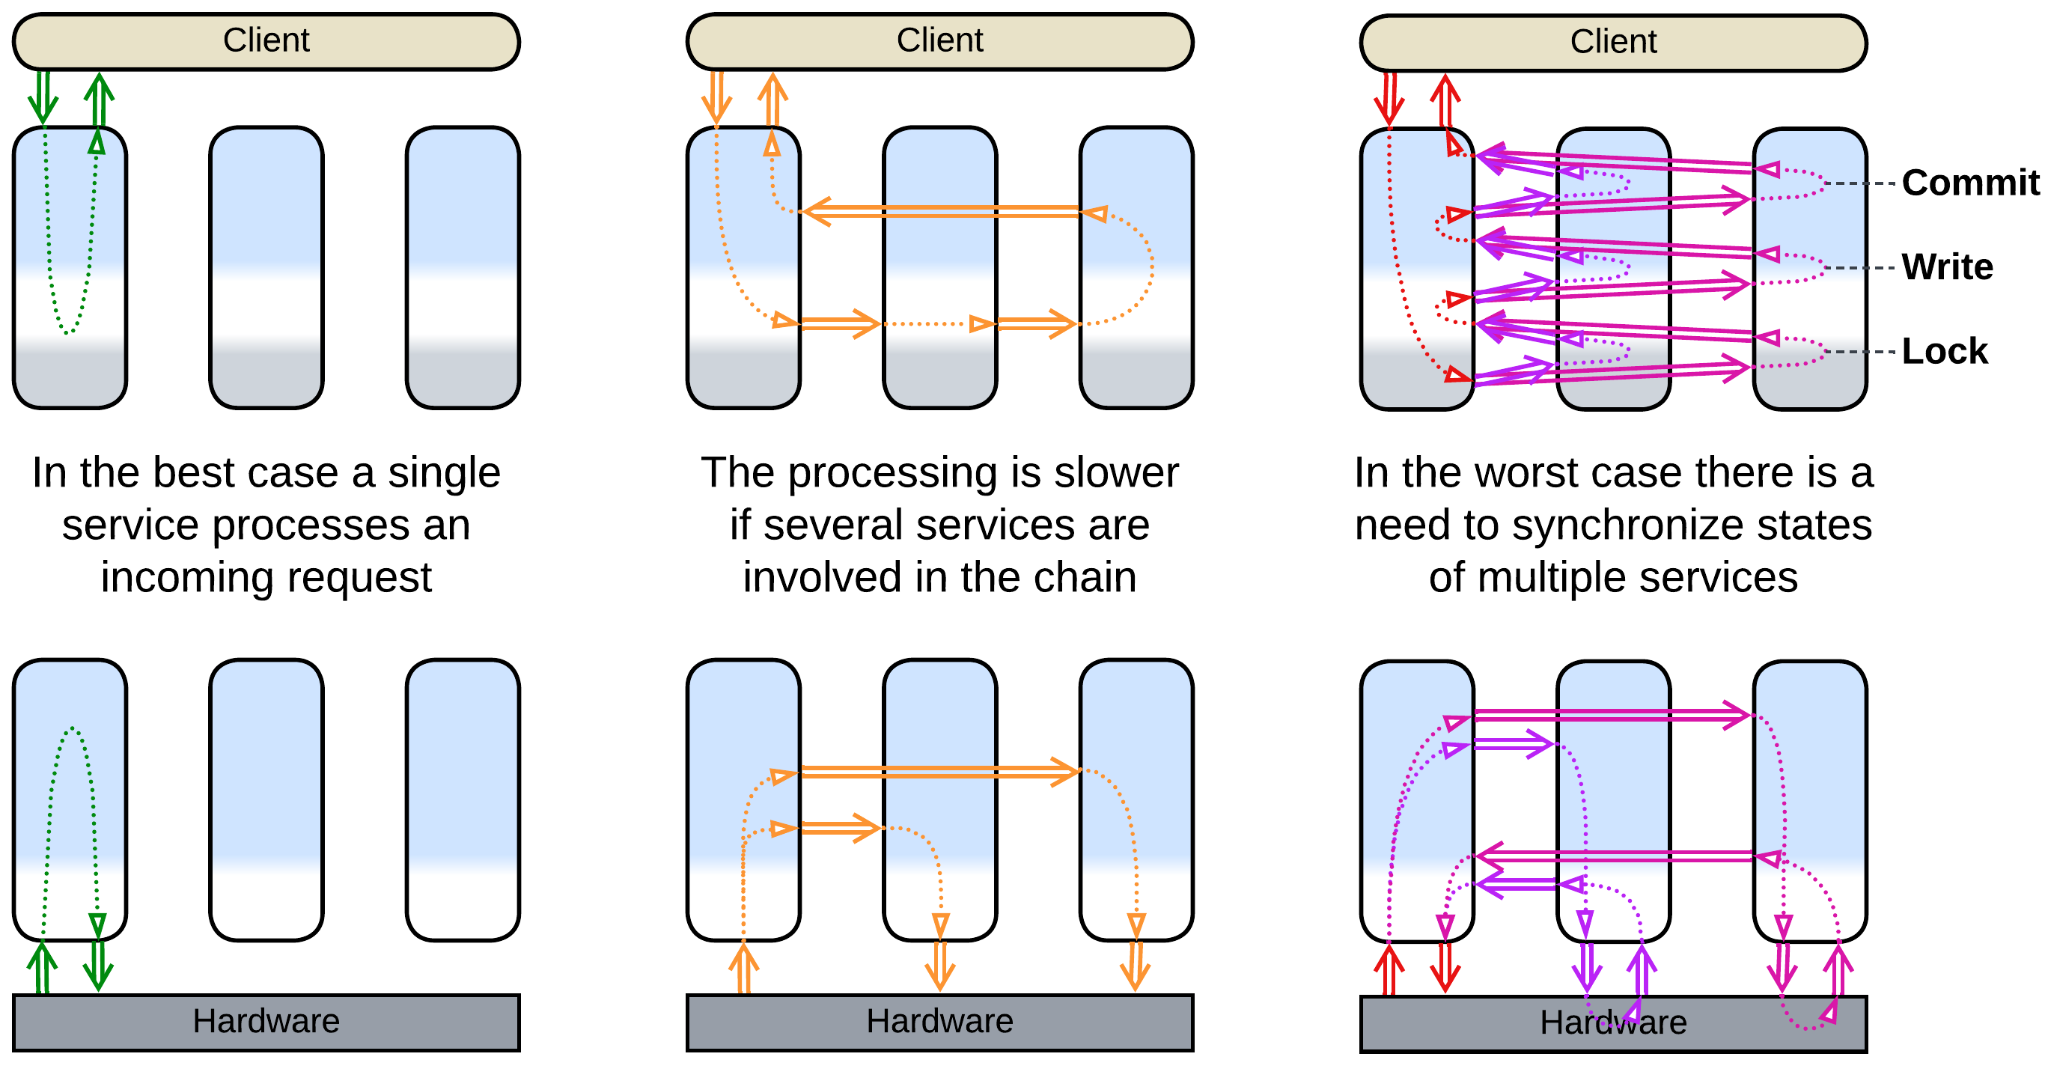 Client
Client
Client
Commit
Write
Lock
In the best case a single
service processes an
incoming request
The processing is slower
if several services are
involved in the chain
In the worst case there is a
need to synchronize states
of multiple services
Hardware
Hardware
Hardware